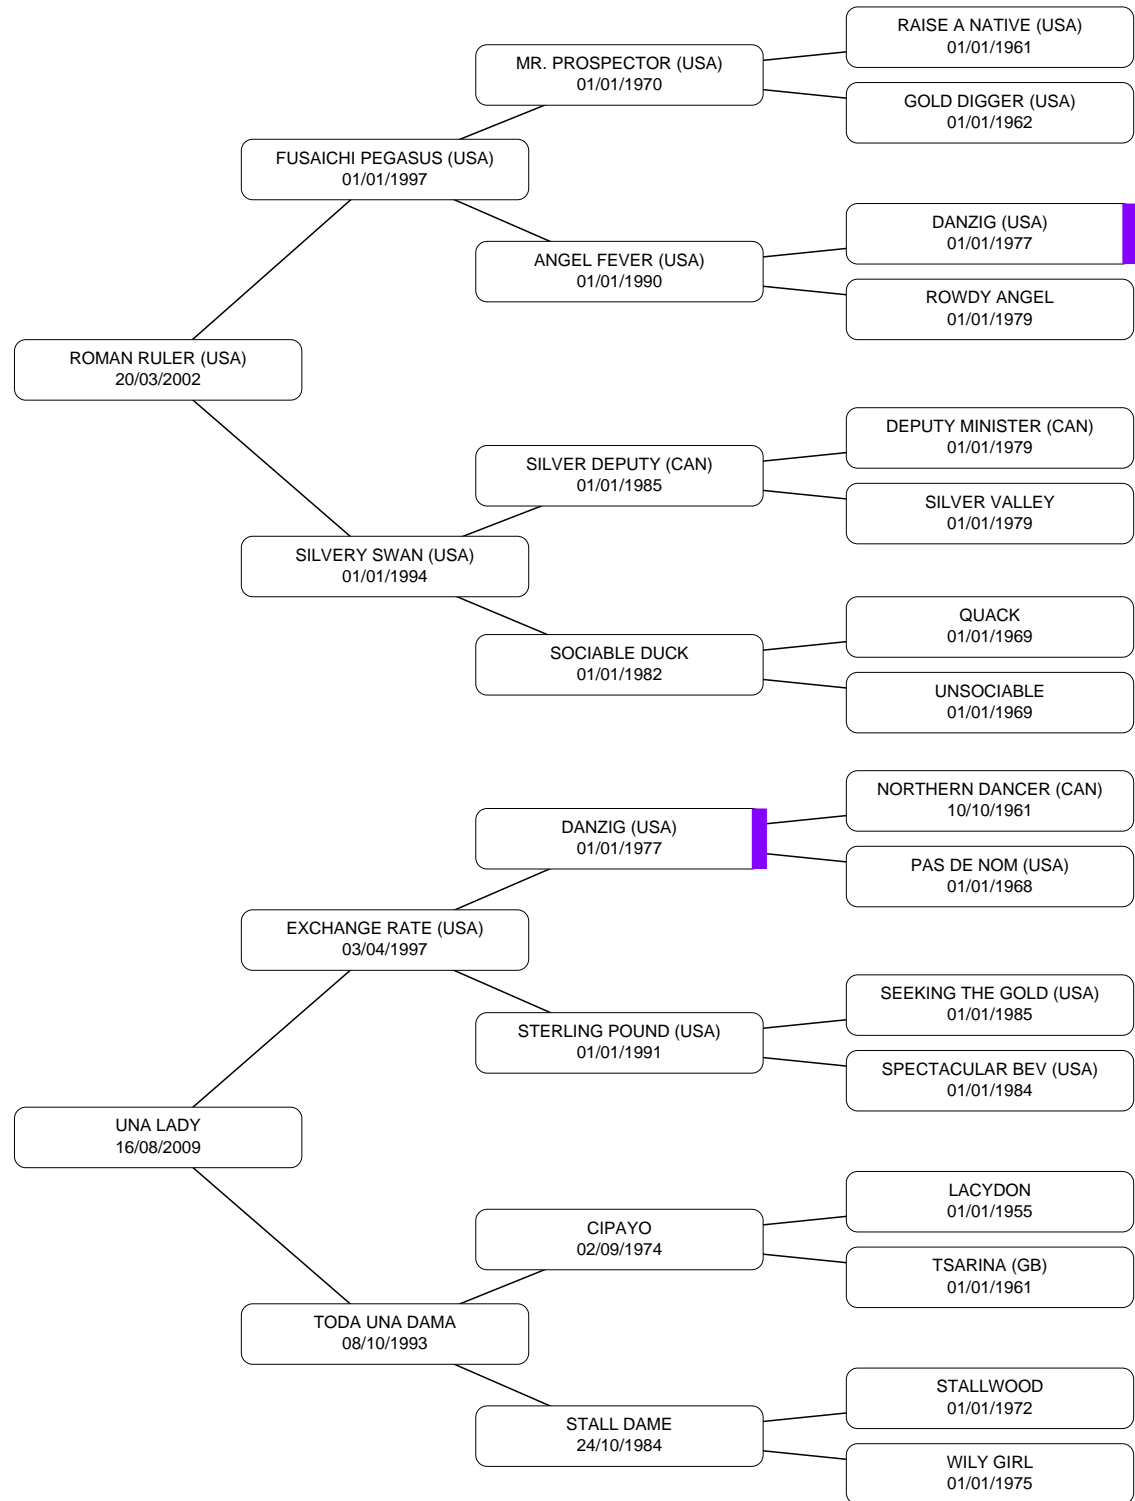 RAISE A NATIVE (USA)
01/01/1961
MR. PROSPECTOR (USA)
01/01/1970
GOLD DIGGER (USA)
01/01/1962
FUSAICHI PEGASUS (USA)
01/01/1997
DANZIG (USA)
01/01/1977
ANGEL FEVER (USA)
01/01/1990
ROWDY ANGEL
01/01/1979
ROMAN RULER (USA)
20/03/2002
DEPUTY MINISTER (CAN)
01/01/1979
SILVER DEPUTY (CAN)
01/01/1985
SILVER VALLEY
01/01/1979
SILVERY SWAN (USA)
01/01/1994
QUACK
01/01/1969
SOCIABLE DUCK
01/01/1982
UNSOCIABLE
01/01/1969
NORTHERN DANCER (CAN)
10/10/1961
DANZIG (USA)
01/01/1977
PAS DE NOM (USA)
01/01/1968
EXCHANGE RATE (USA)
03/04/1997
SEEKING THE GOLD (USA)
01/01/1985
STERLING POUND (USA)
01/01/1991
SPECTACULAR BEV (USA)
01/01/1984
UNA LADY
16/08/2009
LACYDON
01/01/1955
CIPAYO
02/09/1974
TSARINA (GB)
01/01/1961
TODA UNA DAMA
08/10/1993
STALLWOOD
01/01/1972
STALL DAME
24/10/1984
WILY GIRL
01/01/1975